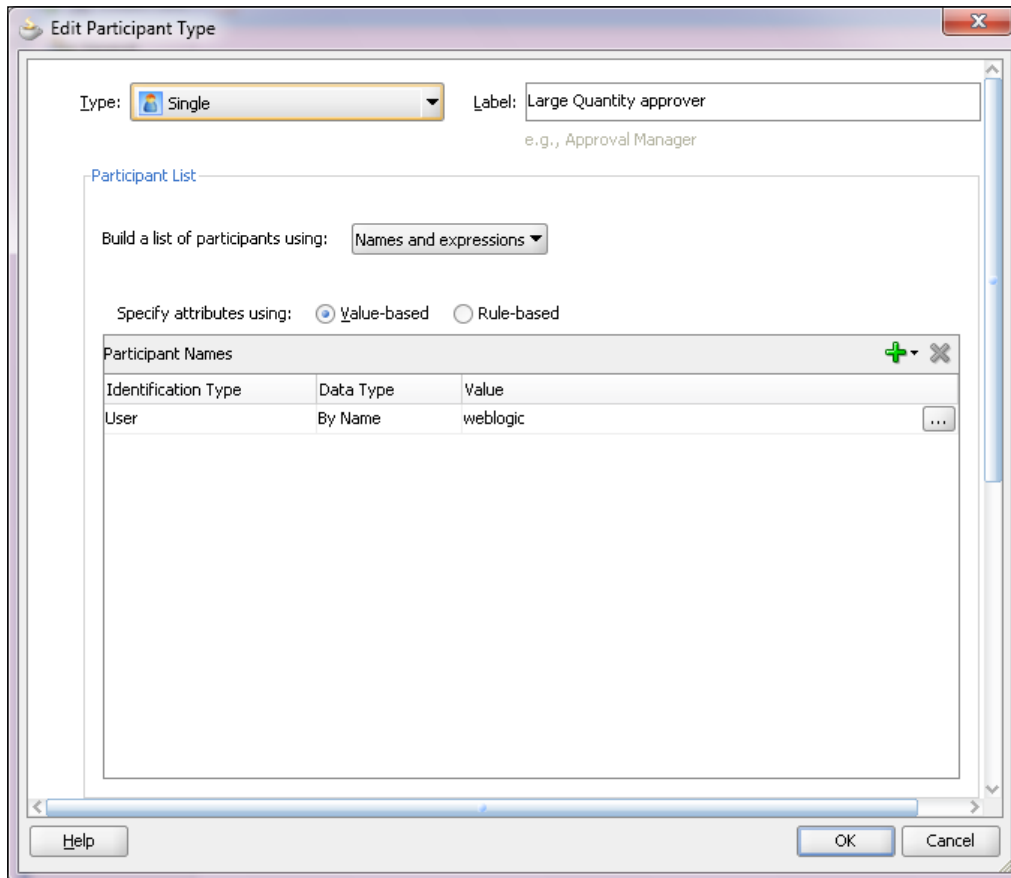 Edit Participant Type
Type: Single Label: Large Quantity approver
e.g., Approval Manager
Participant List
Build a list of participants using: Names and expressions
Specify attributes using: Value-based Rule-based
Participant Names
Identification Type Data Type Value
User By Name weblogic ...
Help OK Cancel